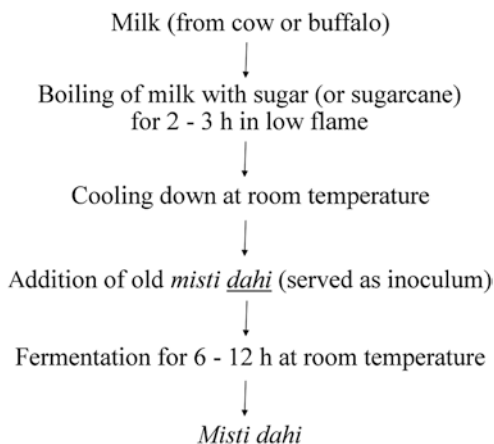 Milk (from cow or buffalo)
Boiling of milk with sugar (or sugarcane)
for 2 - 3 h in low flame
Cooling down at room temperature
Addition of old misti dahi (served as inoculum)
Fermentation for 6 - 12 h at room temperature
Misti dahi